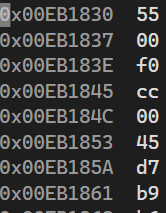 0x00EB1830 55
0x00EB1837 00
0x00EB183E f0
0x00EB1845 cc
0x00EB184C 00
0x00EB1853 45
0x00EB185A d7
0x00EB1861 b9